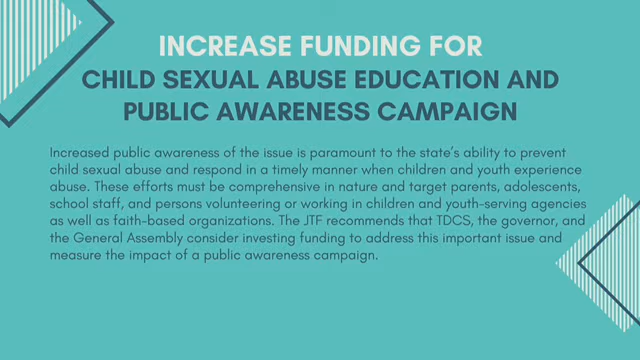 INCREASE FUNDING FOR
CHILD SEXUAL ABUSE EDUCATION AND
PUBLIC AWARENESS CAMPAIGN
Increased public awareness of the issue is paramount to the state's ability to prevent
child sexual abuse and respond in a timely manner when children and youth experience
abuse. These efforts must be comprehensive in nature and target parents, adolescents,
school staff, and persons volunteering or working in children and youth-serving agencies
as well as faith-based organizations. The JTF recommends that TDCS, the governor, and
the General Assembly consider investing funding to address this important issue and
measure the impact of a public awareness campaign.